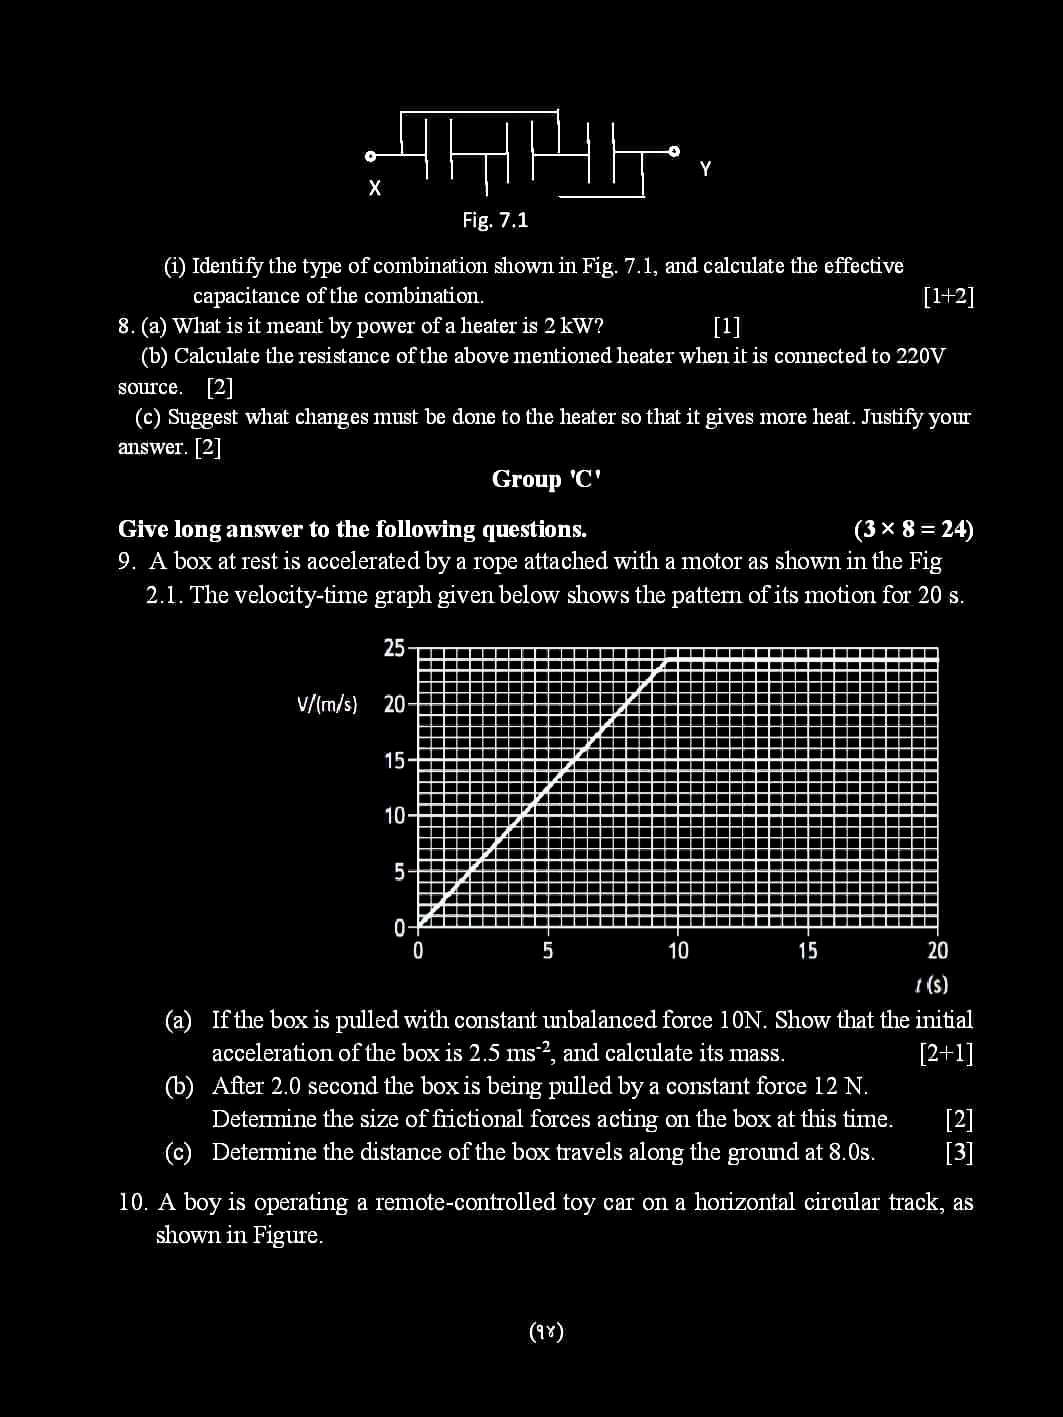 X
Y
Fig. 7.1
(i) Identify the type of combination shown in Fig. 7.1, and calculate the effective
capacitance of the combination. [1+2]
8. (a) What is it meant by power of a heater is 2 kW? [1]
(b) Calculate the resistance of the above mentioned heater when it is connected to 220V
source. [2]
(c) Suggest what changes must be done to the heater so that it gives more heat. Justify your
answer. [2]
Group 'C'
Give long answer to the following questions. (3 × 8 = 24)
9. A box at rest is accelerated by a rope attached with a motor as shown in the Fig
2.1. The velocity-time graph given below shows the pattern of its motion for 20 s.
25
V/(m/s) 20
15
10
5
0
0 5 10 15 20
t (s)
(a) If the box is pulled with constant unbalanced force 10N. Show that the initial
acceleration of the box is 2.5 ms⁻², and calculate its mass. [2+1]
(b) After 2.0 second the box is being pulled by a constant force 12 N.
Determine the size of frictional forces acting on the box at this time. [2]
(c) Determine the distance of the box travels along the ground at 8.0s. [3]
10. A boy is operating a remote-controlled toy car on a horizontal circular track, as
shown in Figure.
(१४)